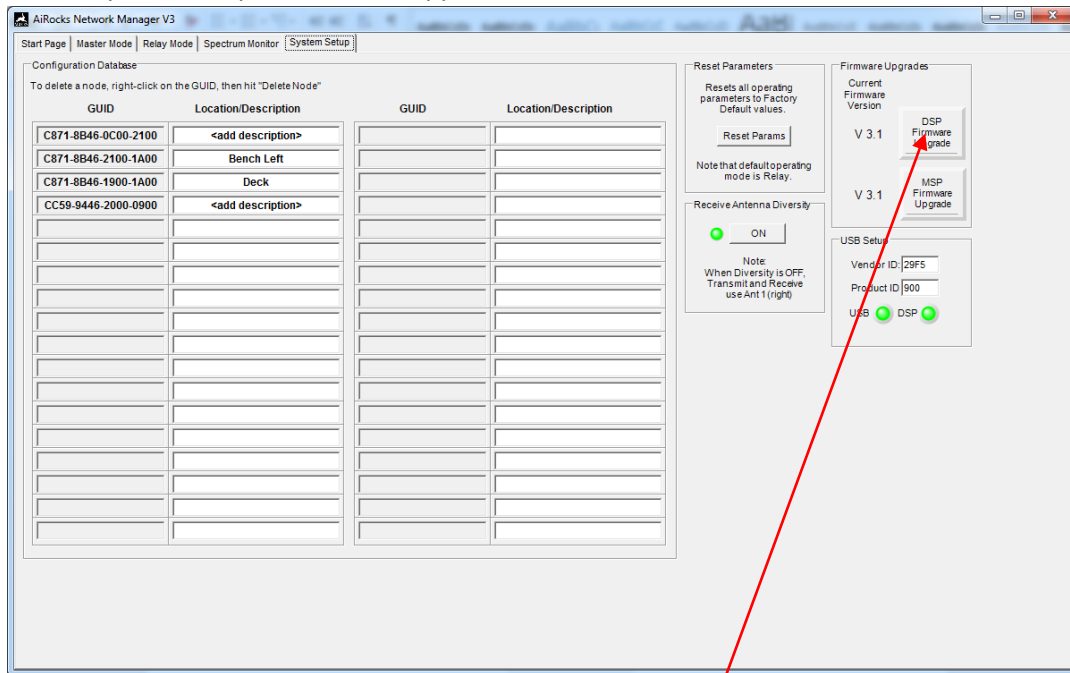 AiRocks Network Manager V3
Start Page Master Mode Relay Mode Spectrum Monitor System Setup
Configuration Database
To delete a node, right-click on the GUID, then hit "Delete Node"
GUID Location/Description GUID Location/Description
C871-8B46-0C00-2100 <add description>
C871-8B46-2100-1A00 Bench Left
C871-8B46-1900-1A00 Deck
CC59-9446-2000-0900 <add description>
Reset Parameters
Resets all operating
parameters to Factory
Default values.
Reset Params
Note that default operating
mode is Relay.
Receive Antenna Diversity
ON
Note:
When Diversity is OFF,
Transmit and Receive
use Ant 1 (right)
Firmware Upgrades
Current
Firmware
Version
V 3.1
DSP
Firmware
Upgrade
V 3.1
MSP
Firmware
Upgrade
USB Setup
Vendor ID: 29F5
Product ID 900
USB DSP